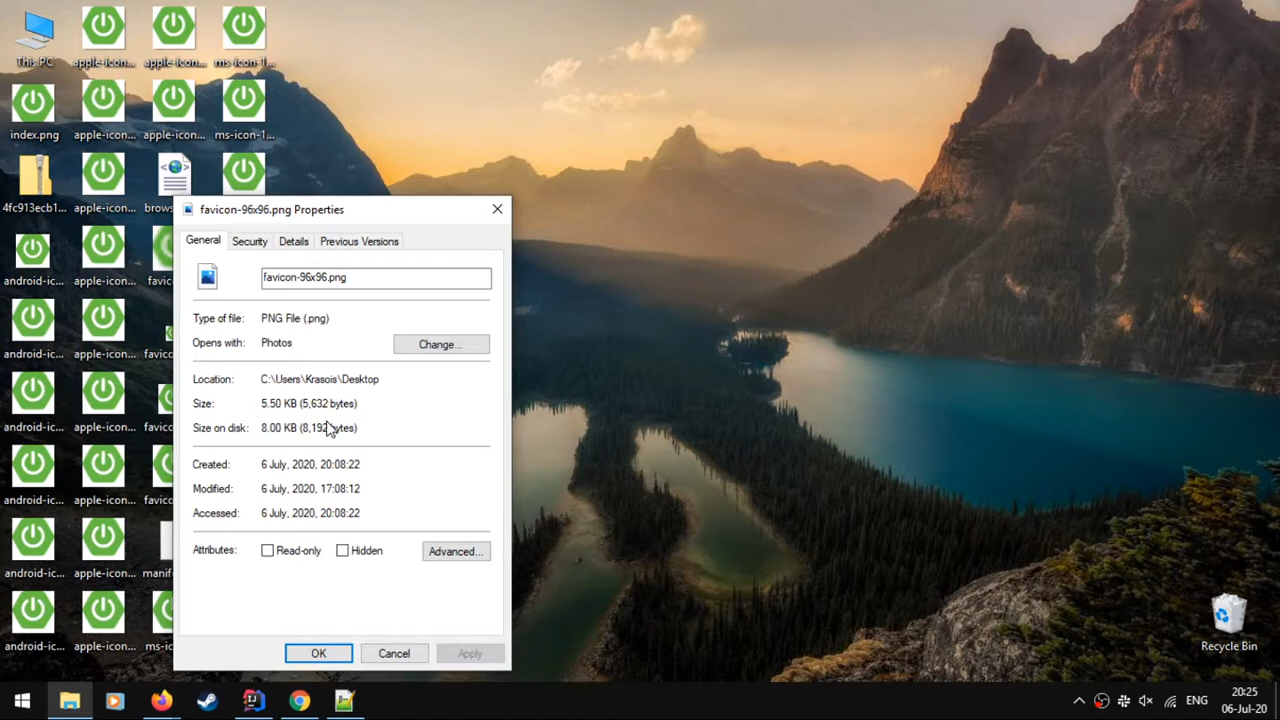 This PC
apple-icon...
apple-icon...
ms-icon-1...
index.png
apple-icon...
apple-icon...
ms-icon-1...
4fc913ecb1...
apple-icon...
brows
favicon-96x96.png Properties
General
Security
Details
Previous Versions
favicon-96x96.png
android-ic...
apple-icon...
favic
Type of file:
PNG File (.png)
Opens with:
Photos
Change...
android-ic...
apple-icon...
favic
Location:
C:\Users\Krasois\Desktop
Size:
5.50 KB (5,632 bytes)
Size on disk:
8.00 KB (8,192 bytes)
android-ic...
apple-icon...
favic
Created:
6 July, 2020, 20:08:22
Modified:
6 July, 2020, 17:08:12
android-ic...
apple-icon...
favic
Accessed:
6 July, 2020, 20:08:22
Attributes:
Read-only
Hidden
Advanced...
android-ic...
apple-icon...
manif
android-ic...
apple-icon...
ms-i
OK
Cancel
Apply
Recycle Bin
ENG
20:25
06-Jul-20